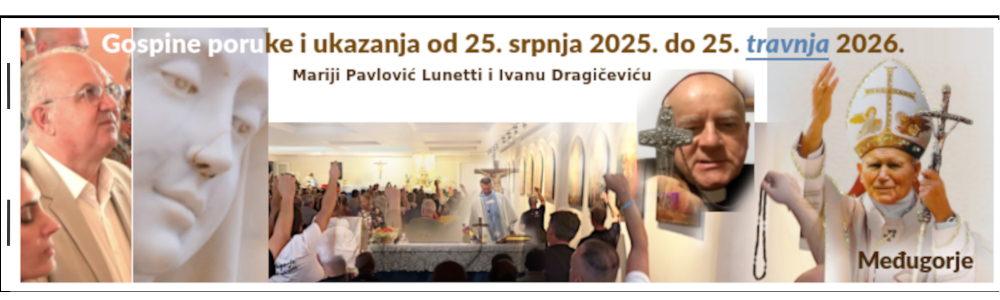 Gospine poruke i ukazanja od 25. srpnja 2025. do 25. travnja 2026.
Mariji Pavlović Lunetti i Ivanu Dragičeviću
Međugorje